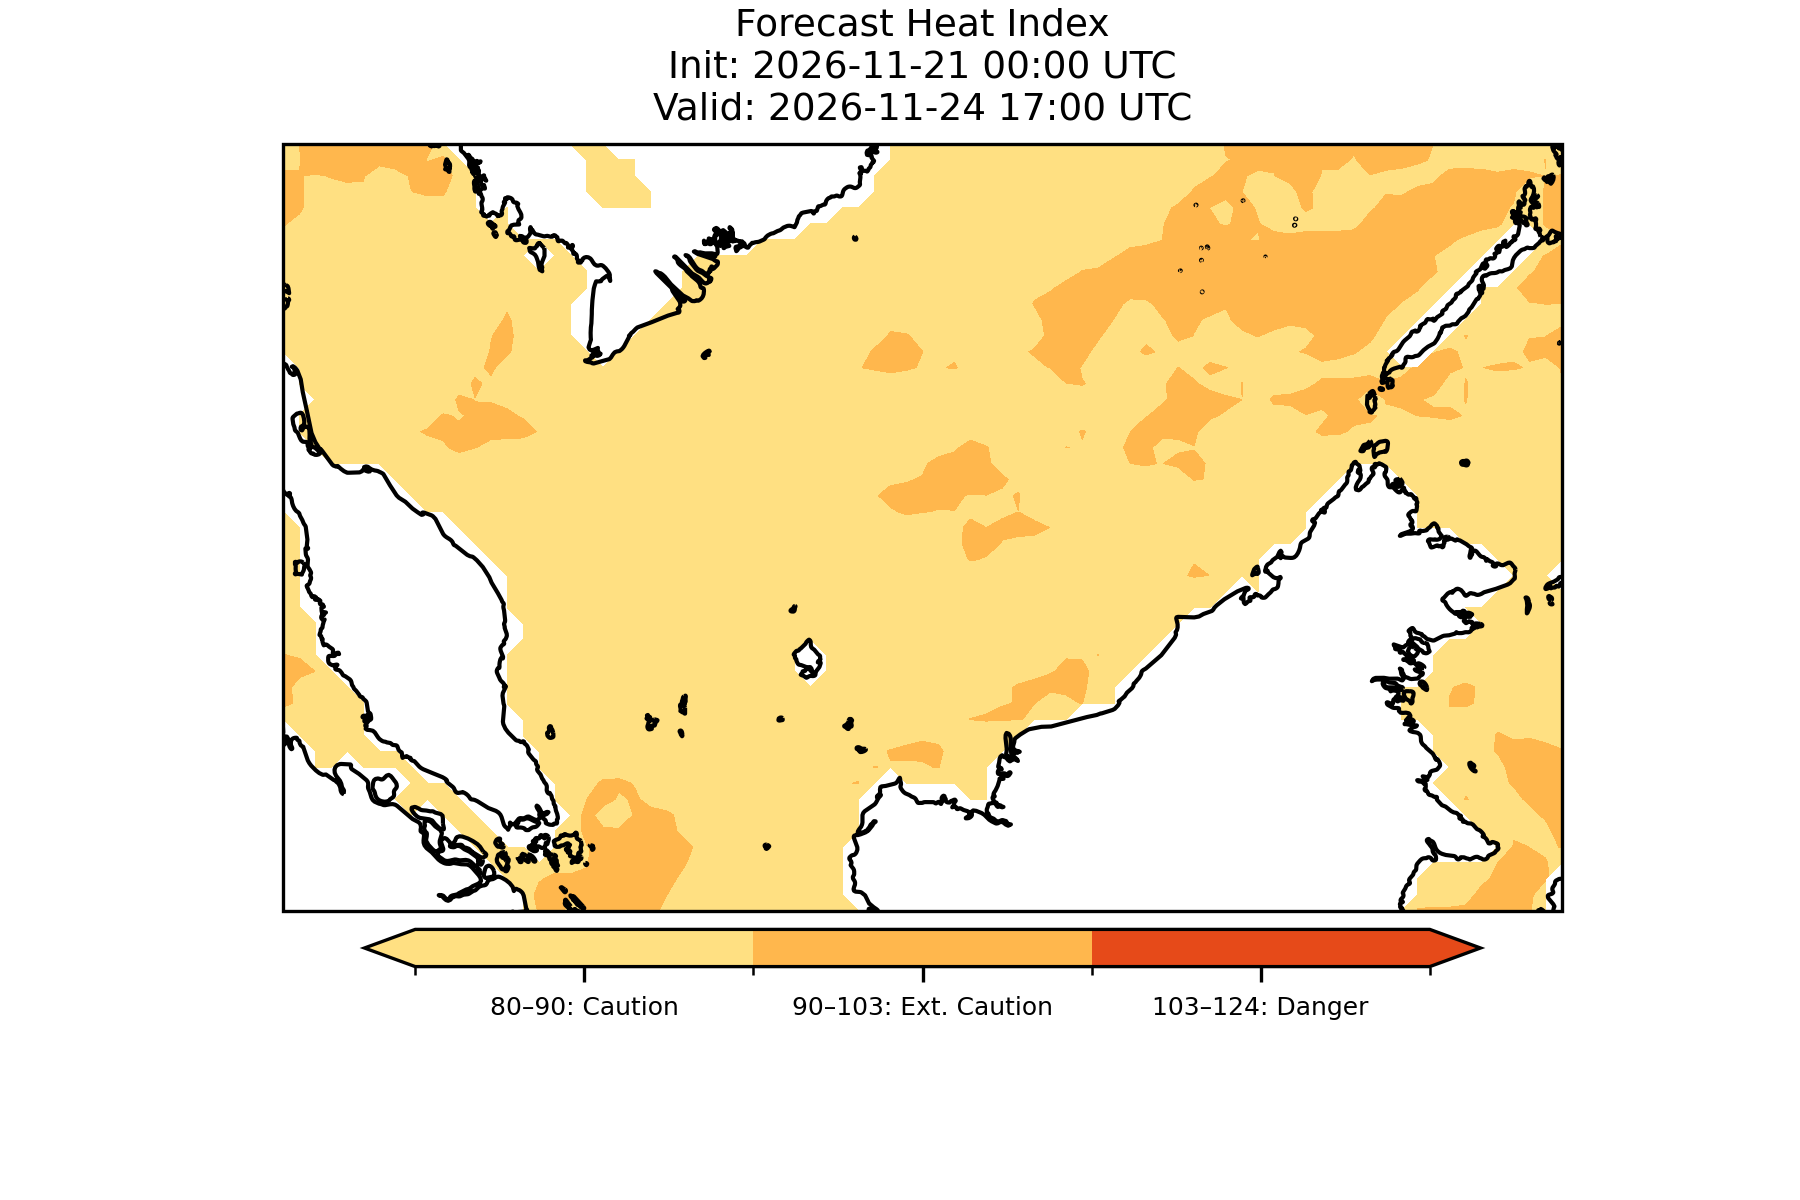 Forecast Heat Index
Init: 2026-11-21 00:00 UTC
Valid: 2026-11-24 17:00 UTC
80–90: Caution
90–103: Ext. Caution
103–124: Danger